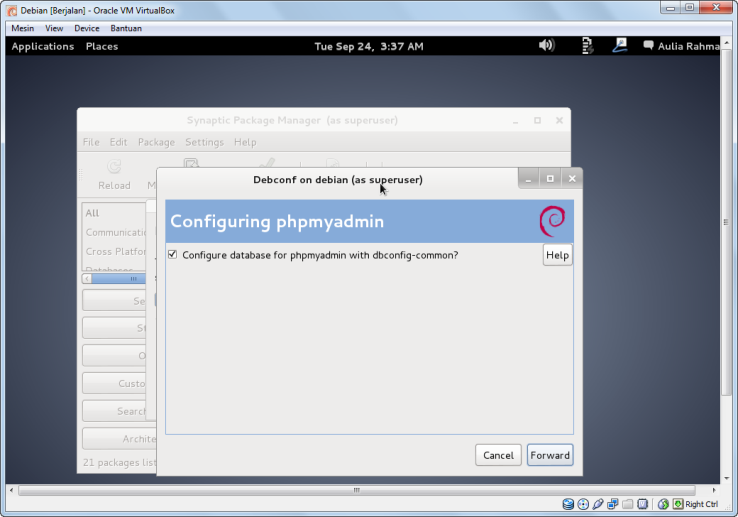 Debian [Berjalan] - Oracle VM VirtualBox
Mesin View Device Bantuan
Applications Places Tue Sep 24, 3:37 AM Aulia Rahma
Synaptic Package Manager (as superuser)
File Edit Package Settings Help
Reload
Debconf on debian (as superuser)
All
Configuring phpmyadmin
Communicatio
Cross Platfor
Configure database for phpmyadmin with dbconfig-common?
Help
Databases
Se
St
O
Custo
Search
Archite
Cancel Forward
21 packages list
Right Ctrl